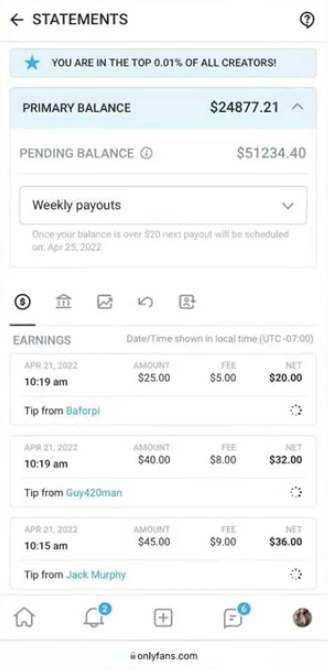 STATEMENTS
YOU ARE IN THE TOP 0.01% OF ALL CREATORS!
PRIMARY BALANCE $24877.21
PENDING BALANCE $51234.40
Weekly payouts
Once your balance is over $20 next payout will be scheduled
on: Apr 25, 2022
EARNINGS Date/Time shown in local time (UTC -07:00)
APR 21, 2022 AMOUNT FEE NET
10:19 am $25.00 $5.00 $20.00
Tip from Baforpi
APR 21, 2022 AMOUNT FEE NET
10:19 am $40.00 $8.00 $32.00
Tip from Guy420man
APR 21, 2022 AMOUNT FEE NET
10:15 am $45.00 $9.00 $36.00
Tip from Jack Murphy
2 6
onlyfans.com